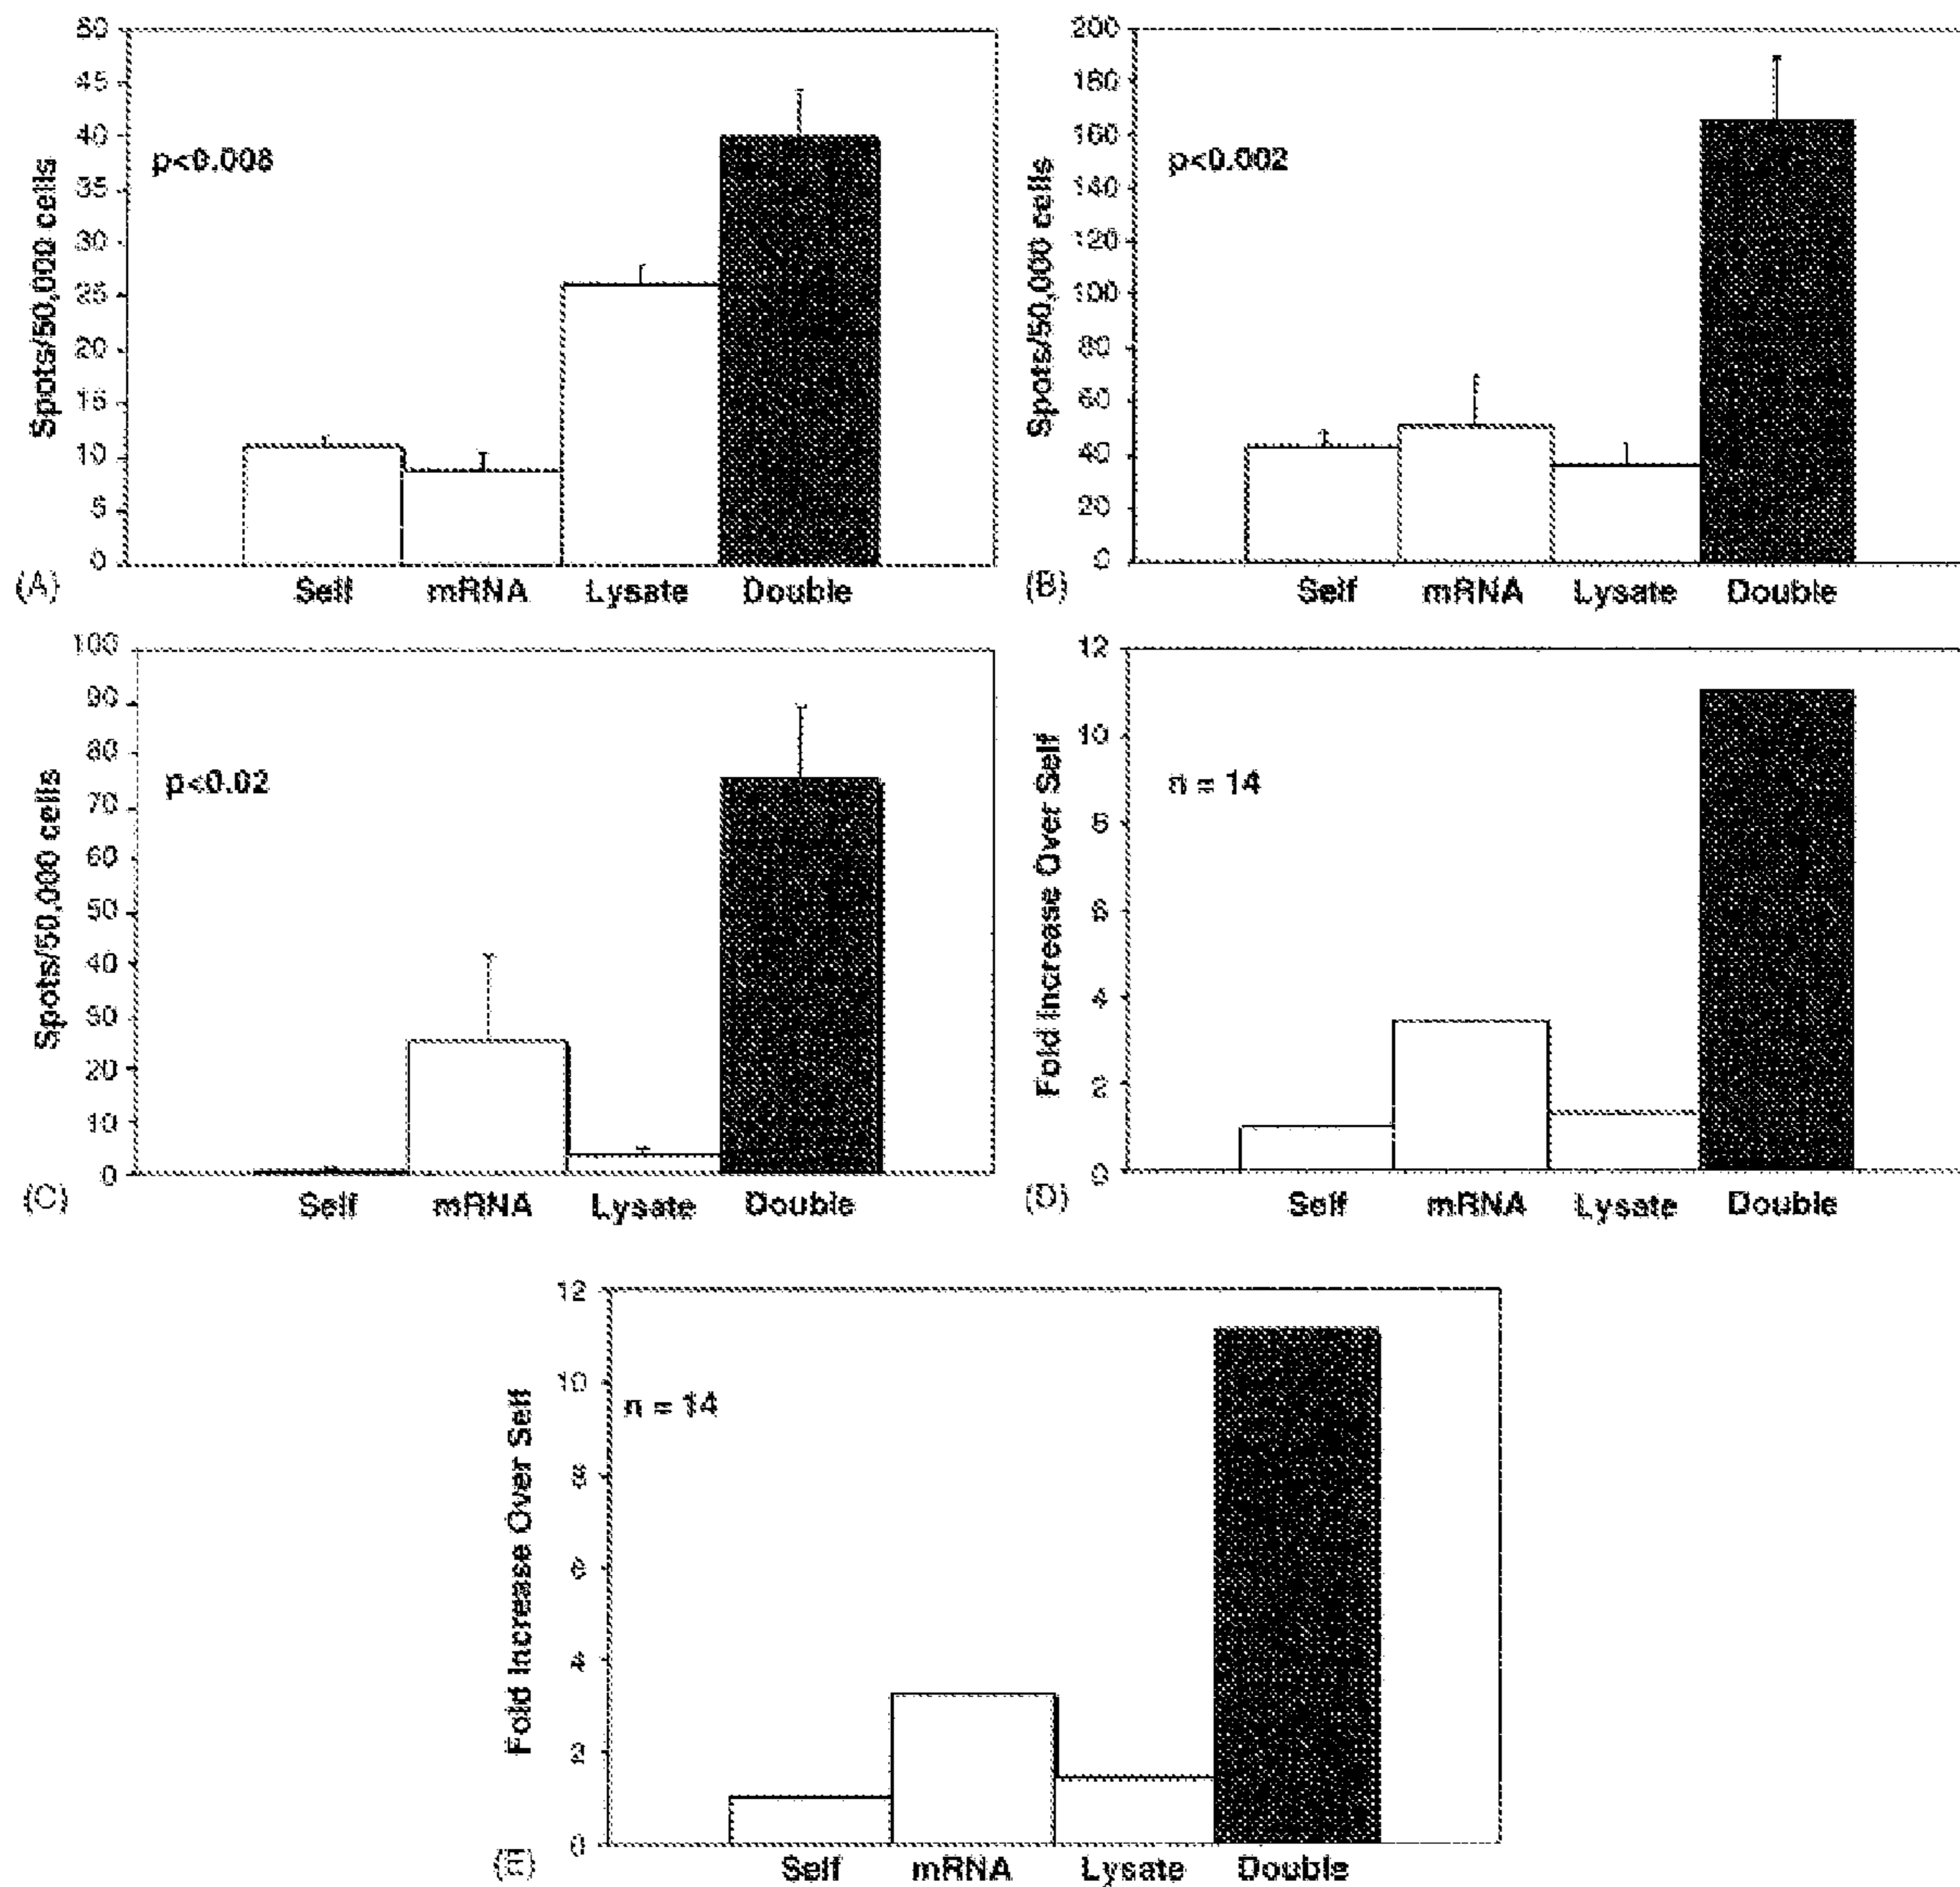 50
45
40
35
30
25
20
15
10
5
0
Spots/50,000 cells
p<0.008
(A)
Self mRNA Lysate Double
200
180
160
140
120
100
80
60
40
20
0
Spots/50,000 cells
p<0.002
(B)
Self mRNA Lysate Double
100
90
80
70
60
50
40
30
20
10
0
Spots/50,000 cells
p<0.02
(C)
Self mRNA Lysate Double
12
10
8
6
4
2
0
Fold Increase Over Self
n = 14
(D)
Self mRNA Lysate Double
12
10
8
6
4
2
0
Fold Increase Over Self
n = 14
(E)
Self mRNA Lysate Double